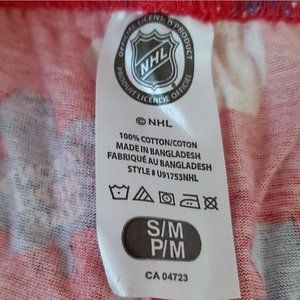 OFFICIAL LICENSED PRODUCT
NHL
PRODUIT LICENCIÉ OFFICIEL
© NHL
100% COTTON/COTON
MADE IN BANGLADESH
FABRIQUÉ AU BANGLADESH
STYLE # U91753NHL
S/M
P/M
CA 04723